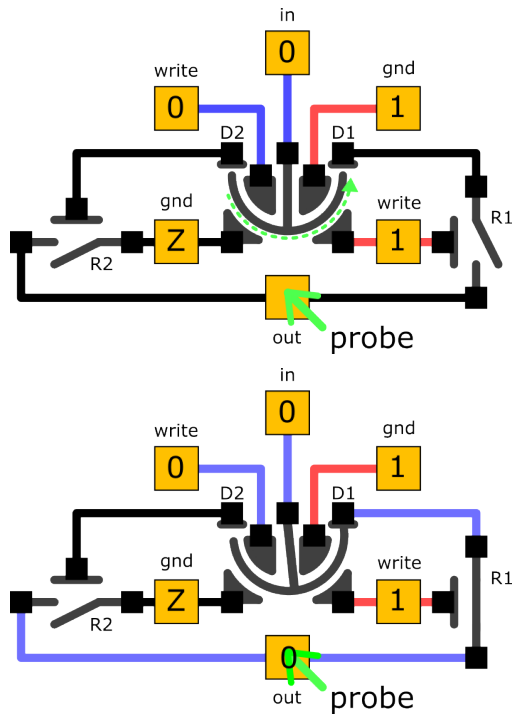 in
0
write
gnd
0
1
D2
D1
gnd
write
R1
Z
1
R2
out
probe
in
0
write
gnd
0
1
D2
D1
gnd
write
R1
Z
1
R2
0
out
probe